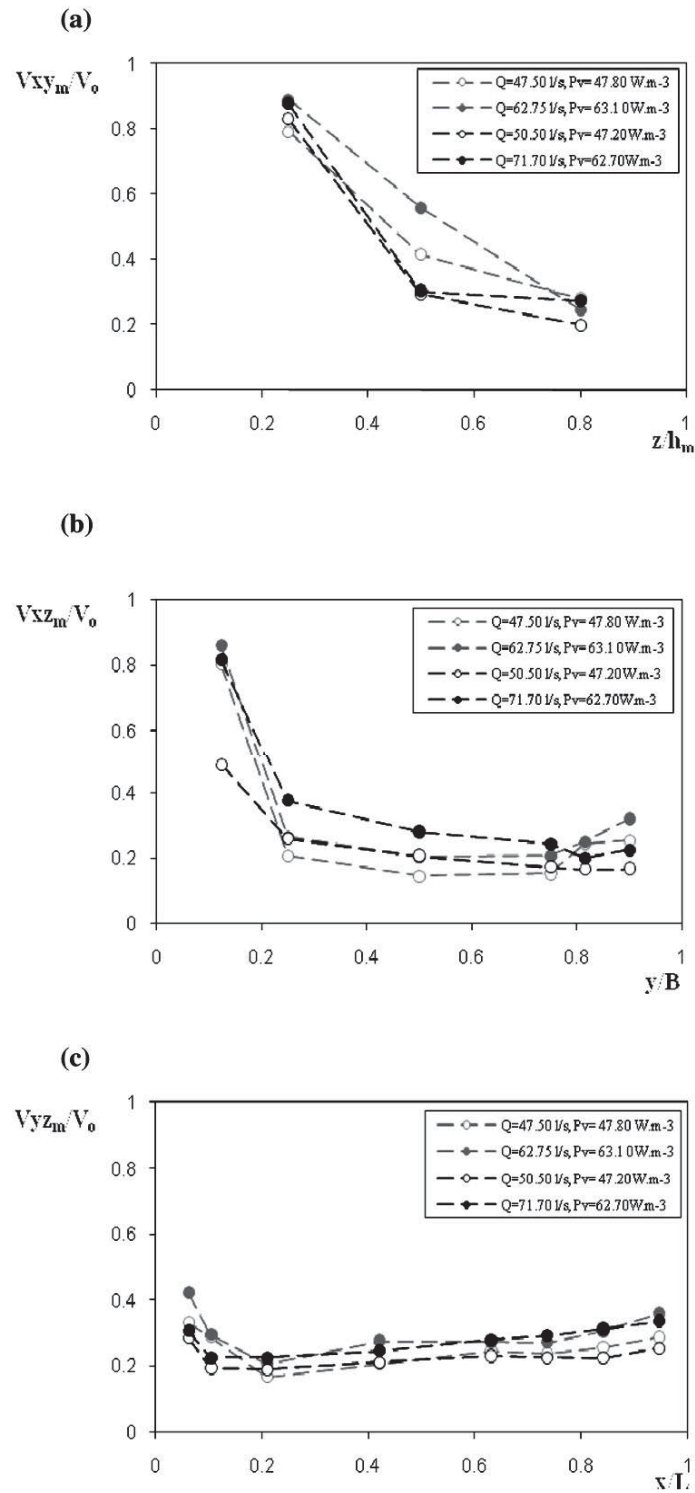 (a)
Vxym/Vo
Q=47.50 l/s, Pv= 47.80 W.m-3
Q=62.75 l/s, Pv= 63.10 W.m-3
Q=50.50 l/s, Pv= 47.20 W.m-3
Q=71.70 l/s, Pv=62.70W.m-3
1
0.8
0.6
0.4
0.2
0
0 0.2 0.4 0.6 0.8 1
z/hm
(b)
Vxzm/Vo
Q=47.50 l/s, Pv= 47.80 W.m-3
Q=62.75 l/s, Pv= 63.10 W.m-3
Q=50.50 l/s, Pv= 47.20 W.m-3
Q=71.70 l/s, Pv=62.70W.m-3
1
0.8
0.6
0.4
0.2
0
0 0.2 0.4 0.6 0.8 1
y/B
(c)
Vyzm/Vo
Q=47.50 l/s, Pv= 47.80 W.m-3
Q=62.75 l/s, Pv= 63.10 W.m-3
Q=50.50 l/s, Pv= 47.20 W.m-3
Q=71.70 l/s, Pv=62.70W.m-3
1
0.8
0.6
0.4
0.2
0
0 0.2 0.4 0.6 0.8 1
x/L